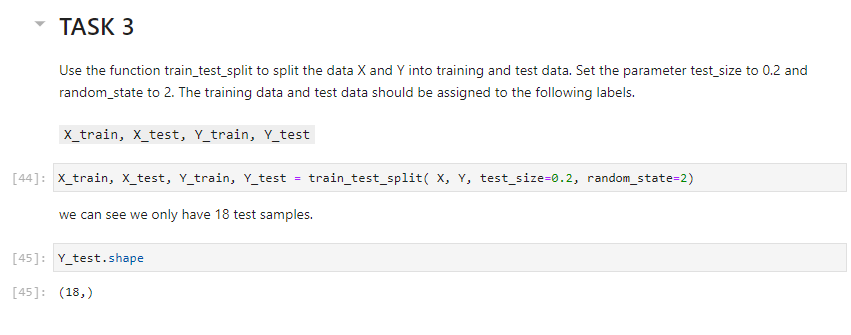 TASK 3
Use the function train_test_split to split the data X and Y into training and test data. Set the parameter test_size to 0.2 and
random_state to 2. The training data and test data should be assigned to the following labels.
X_train, X_test, Y_train, Y_test
[44]: X_train, X_test, Y_train, Y_test = train_test_split( X, Y, test_size=0.2, random_state=2)
we can see we only have 18 test samples.
[45]: Y_test.shape
[45]: (18,)